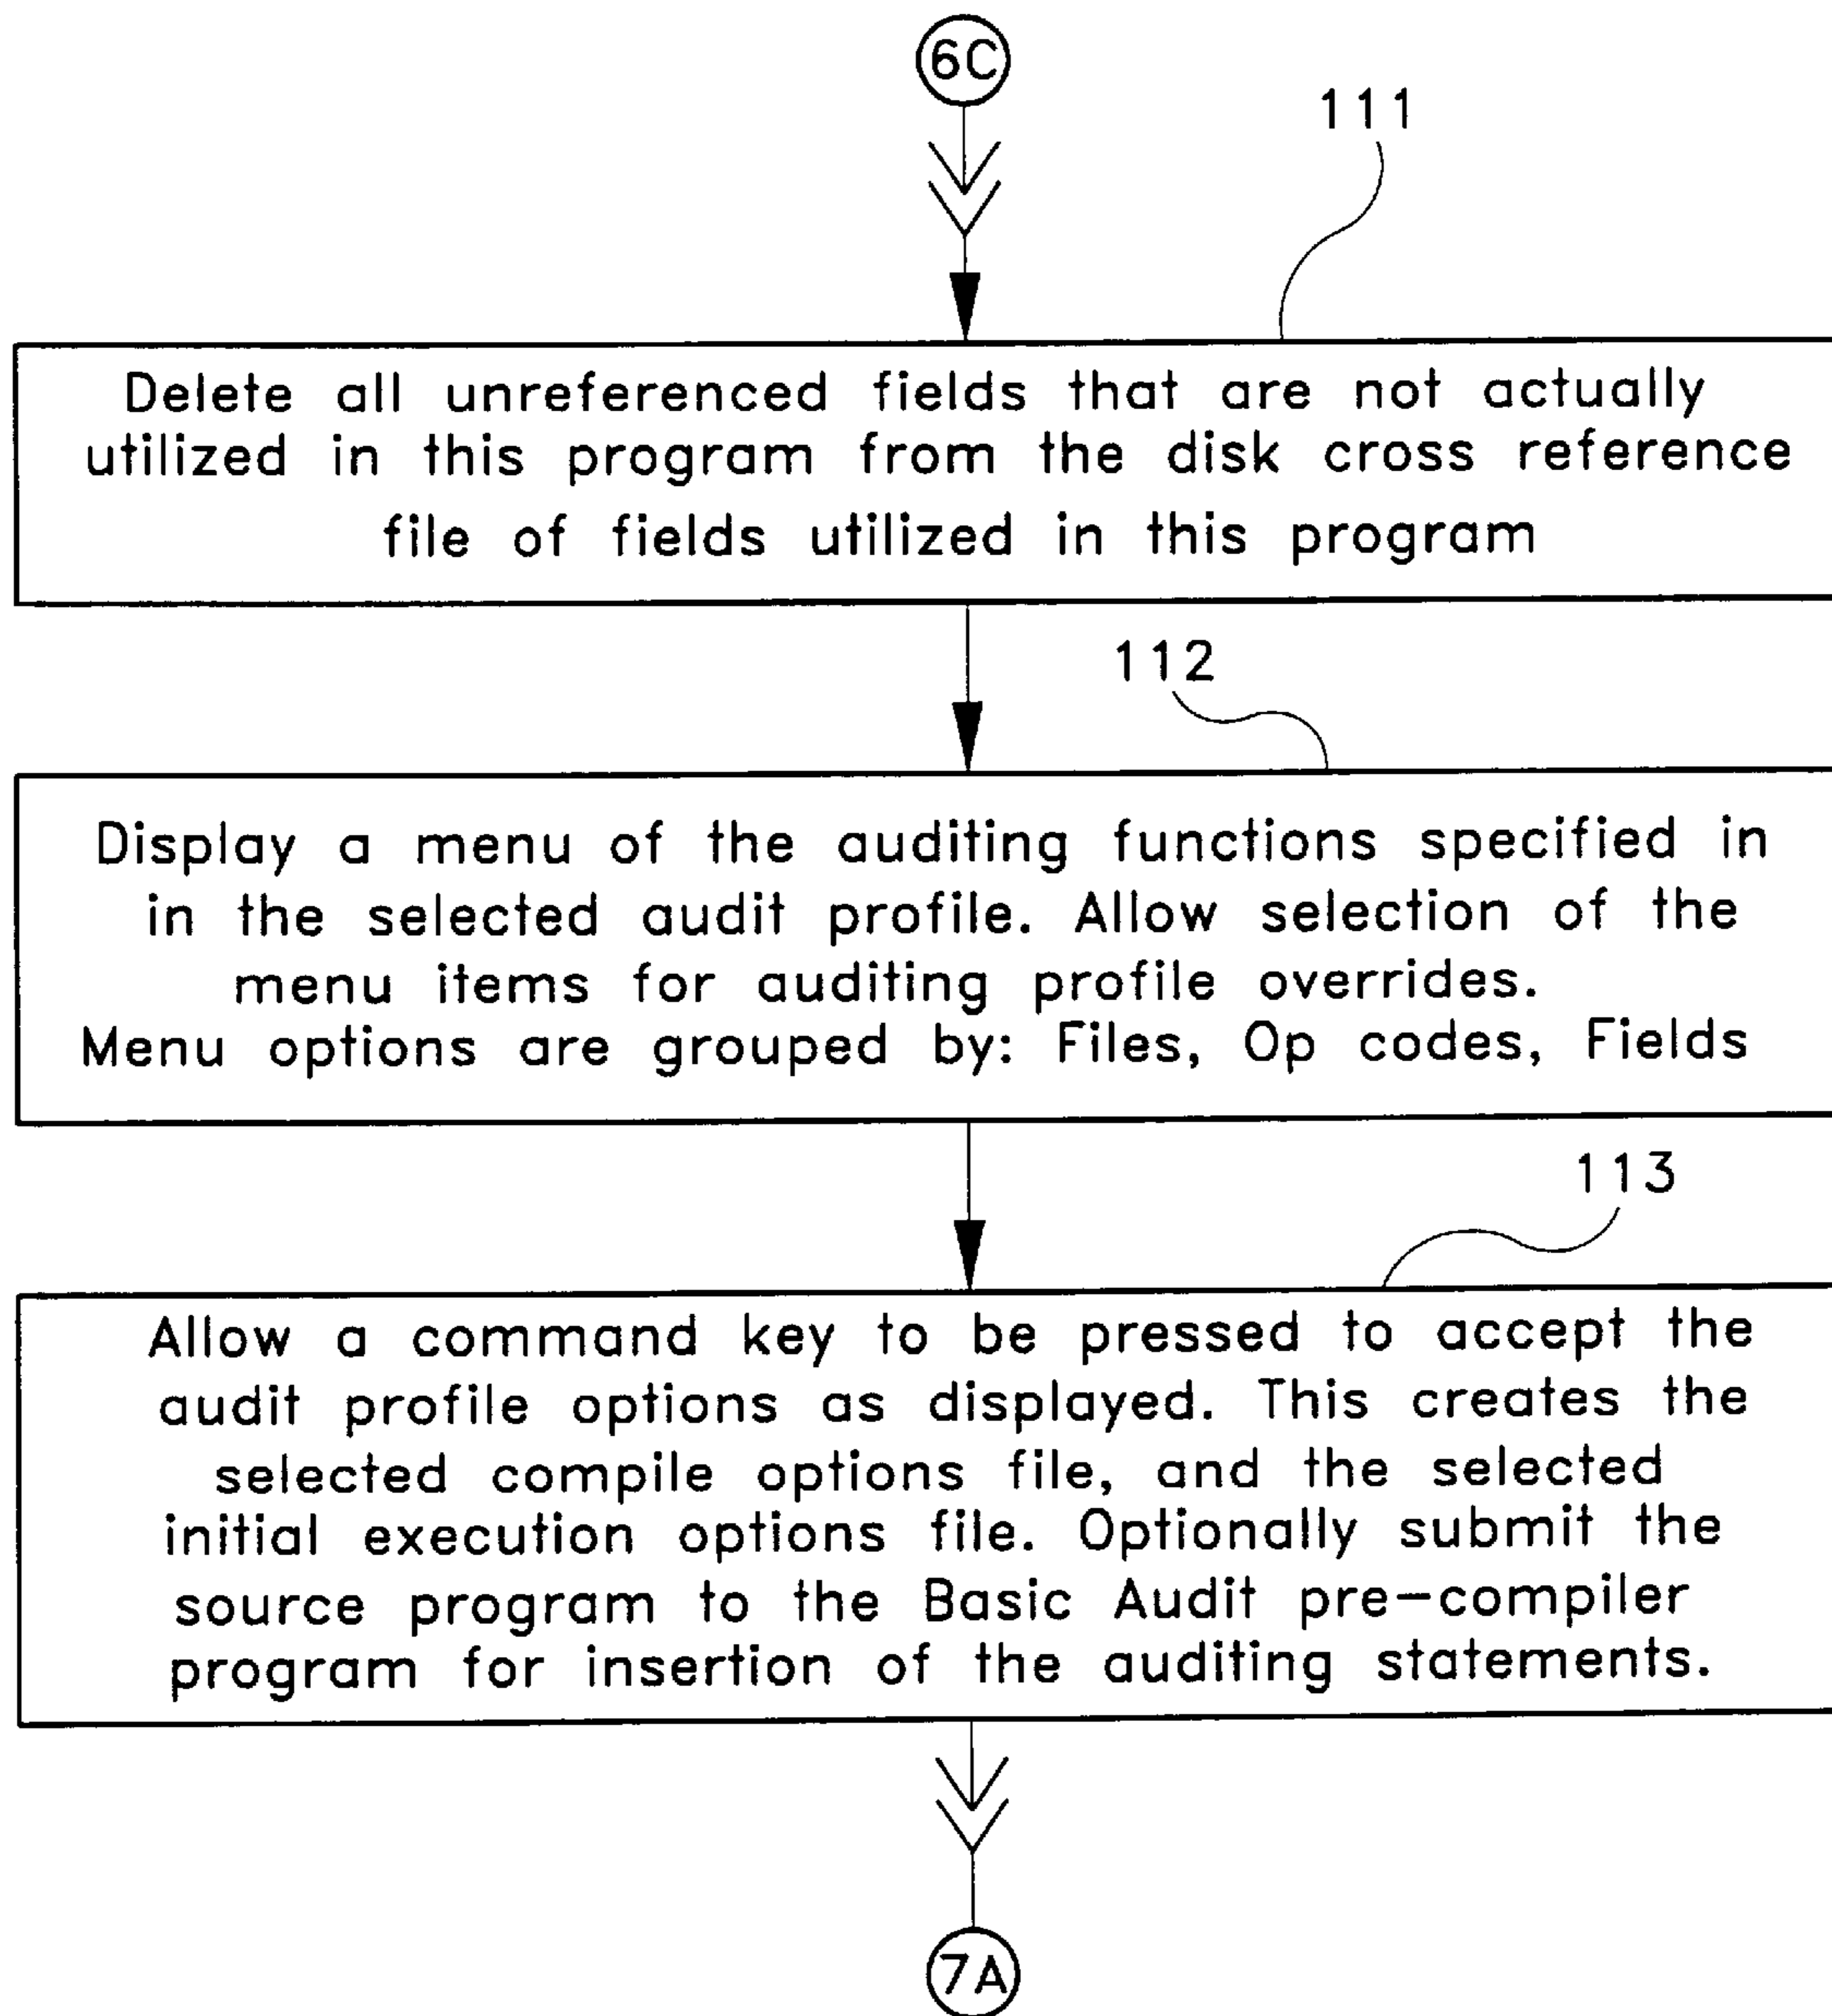 6C
111
Delete all unreferenced fields that are not actually
utilized in this program from the disk cross reference
file of fields utilized in this program
112
Display a menu of the auditing functions specified in
in the selected audit profile. Allow selection of the
menu items for auditing profile overrides.
Menu options are grouped by: Files, Op codes, Fields
113
Allow a command key to be pressed to accept the
audit profile options as displayed. This creates the
selected compile options file, and the selected
initial execution options file. Optionally submit the
source program to the Basic Audit pre-compiler
program for insertion of the auditing statements.
7A